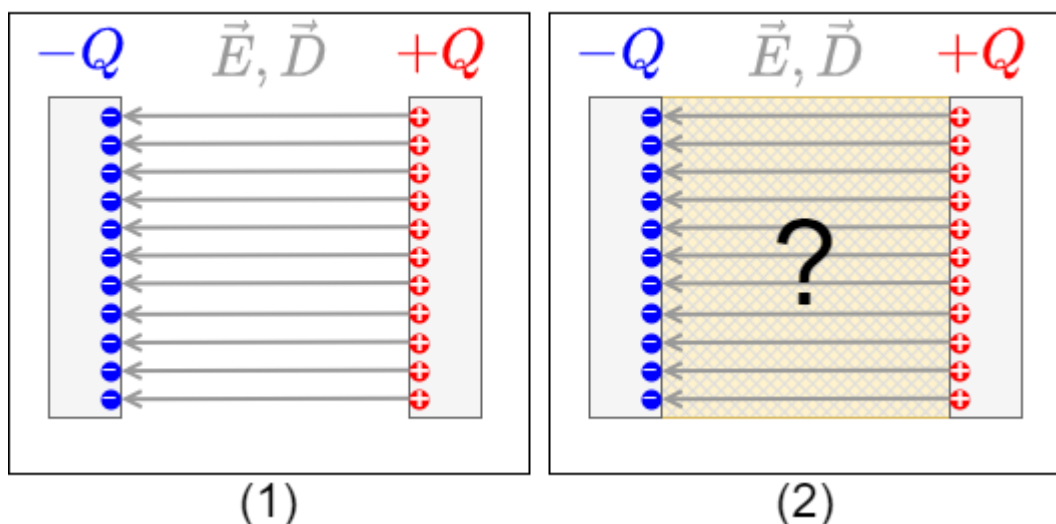 −Q E⃗, D⃗ +Q
−Q E⃗, D⃗ +Q
?
(1) (2)